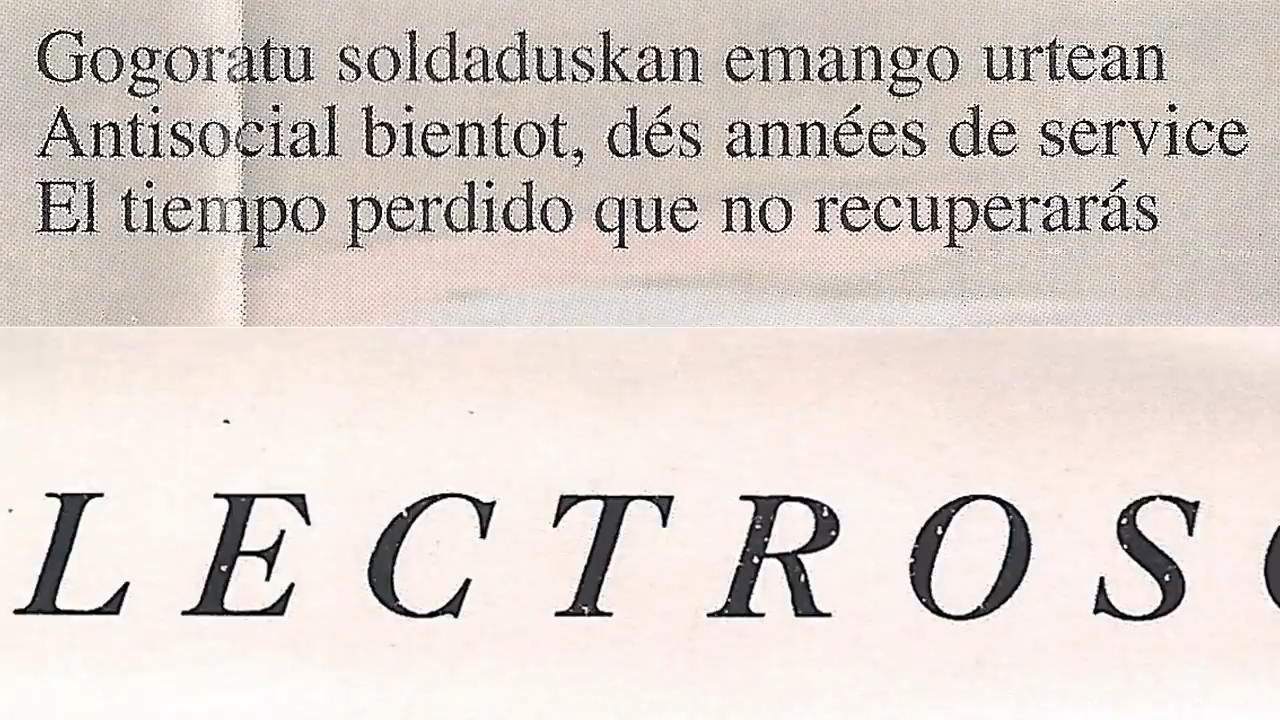 Gogoratu soldaduskan emango urtean
Antisocial bientot, dés années de service
El tiempo perdido que no recuperarás
LECTROS